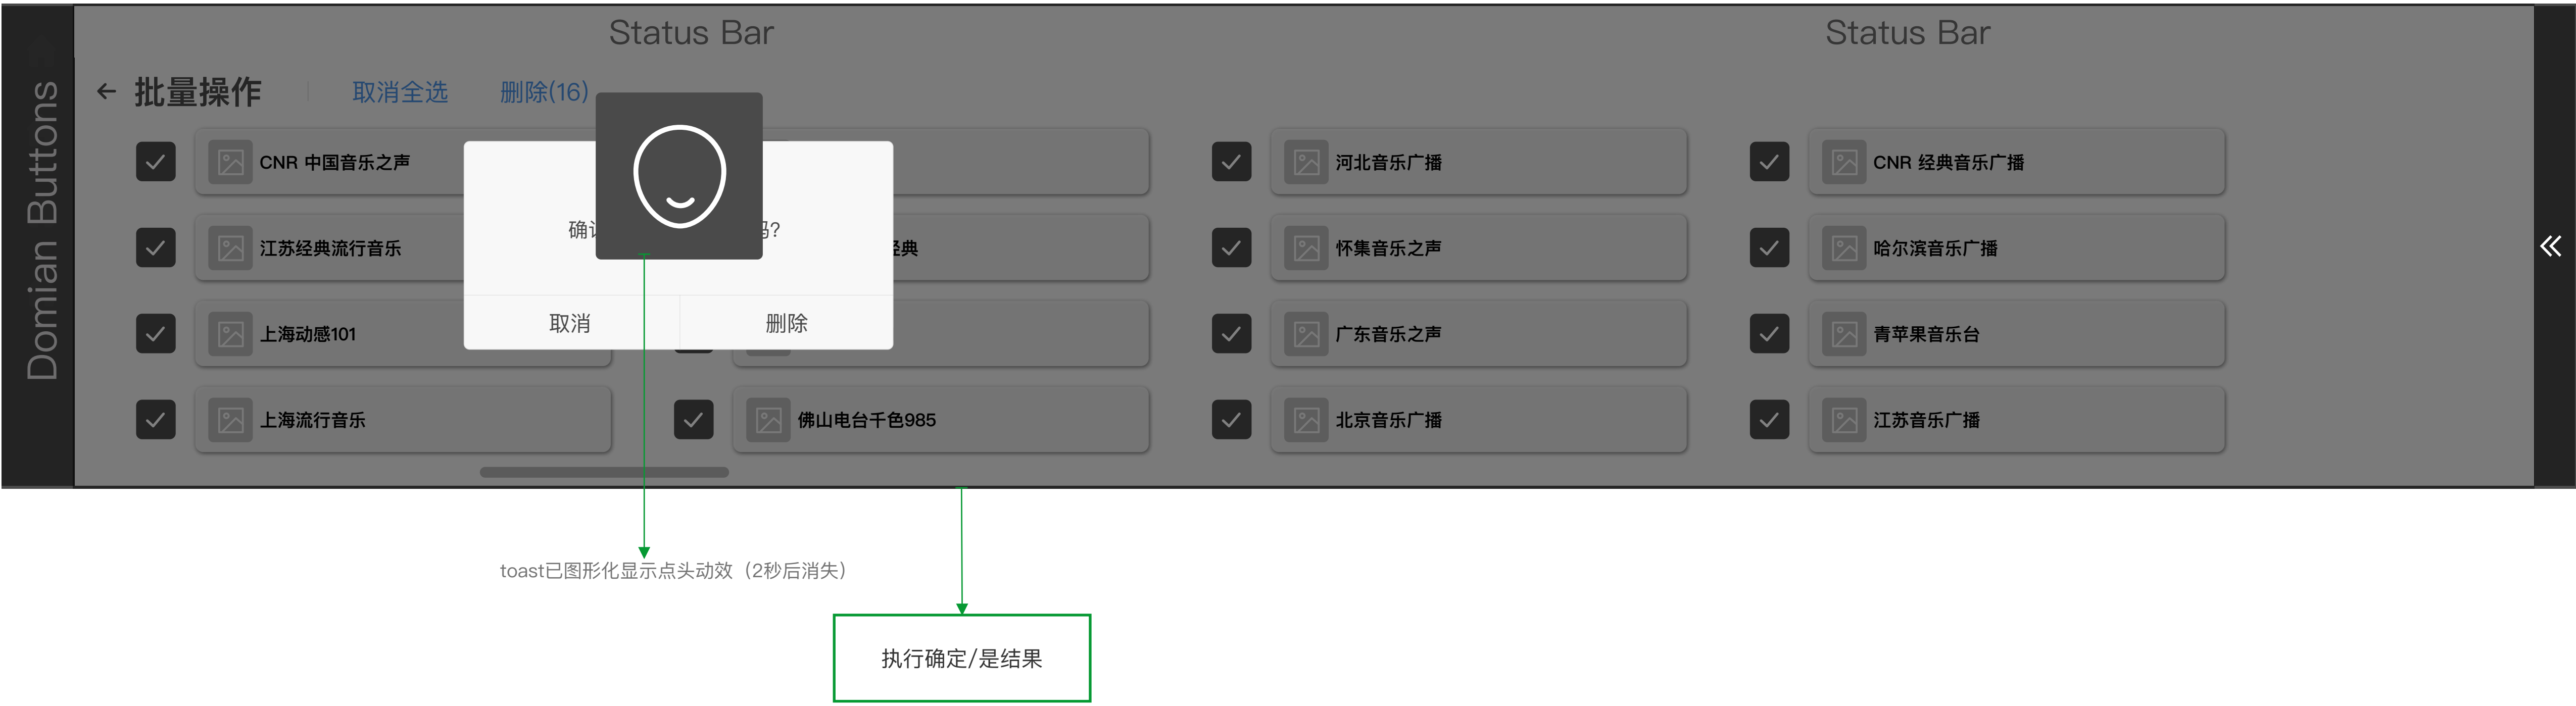 Status Bar
Status Bar
Domian Buttons
批量操作
取消全选
删除(16)
CNR 中国音乐之声
河北音乐广播
CNR 经典音乐广播
确
吗?
江苏经典流行音乐
经典
怀集音乐之声
哈尔滨音乐广播
取消
删除
上海动感101
广东音乐之声
青苹果音乐台
上海流行音乐
佛山电台千色985
北京音乐广播
江苏音乐广播
toast已图形化显示点头动效（2秒后消失）
执行确定/是结果